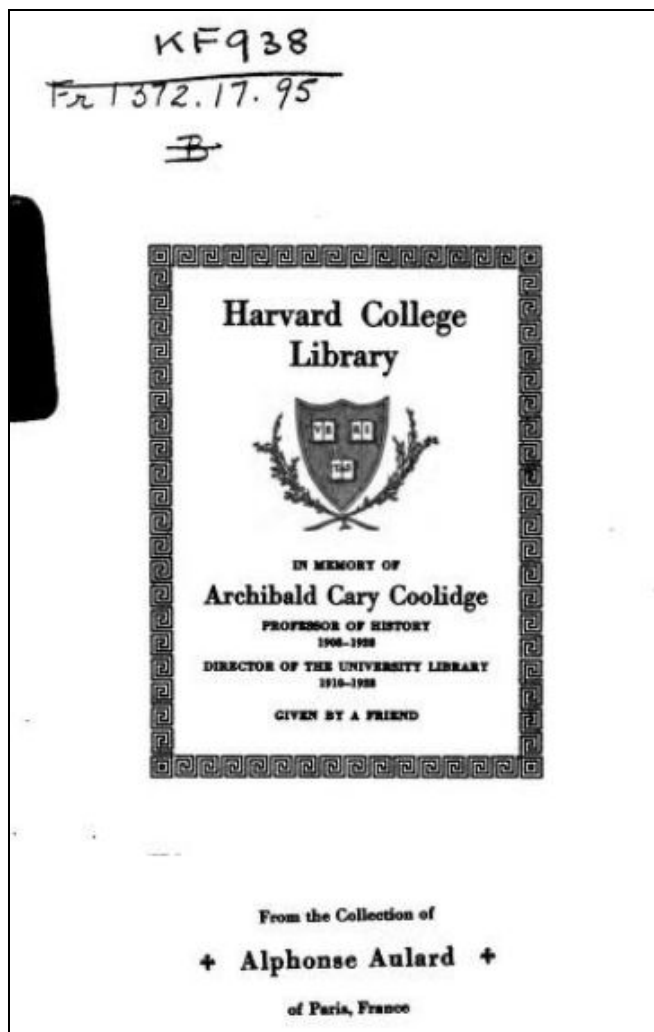 KF938
Fr 1372.17.95
B
Harvard College
Library
VE RI
TAS
IN MEMORY OF
Archibald Cary Coolidge
PROFESSOR OF HISTORY
1908–1928
DIRECTOR OF THE UNIVERSITY LIBRARY
1910–1928
GIVEN BY A FRIEND
From the Collection of
Alphonse Aulard
of Paris, France